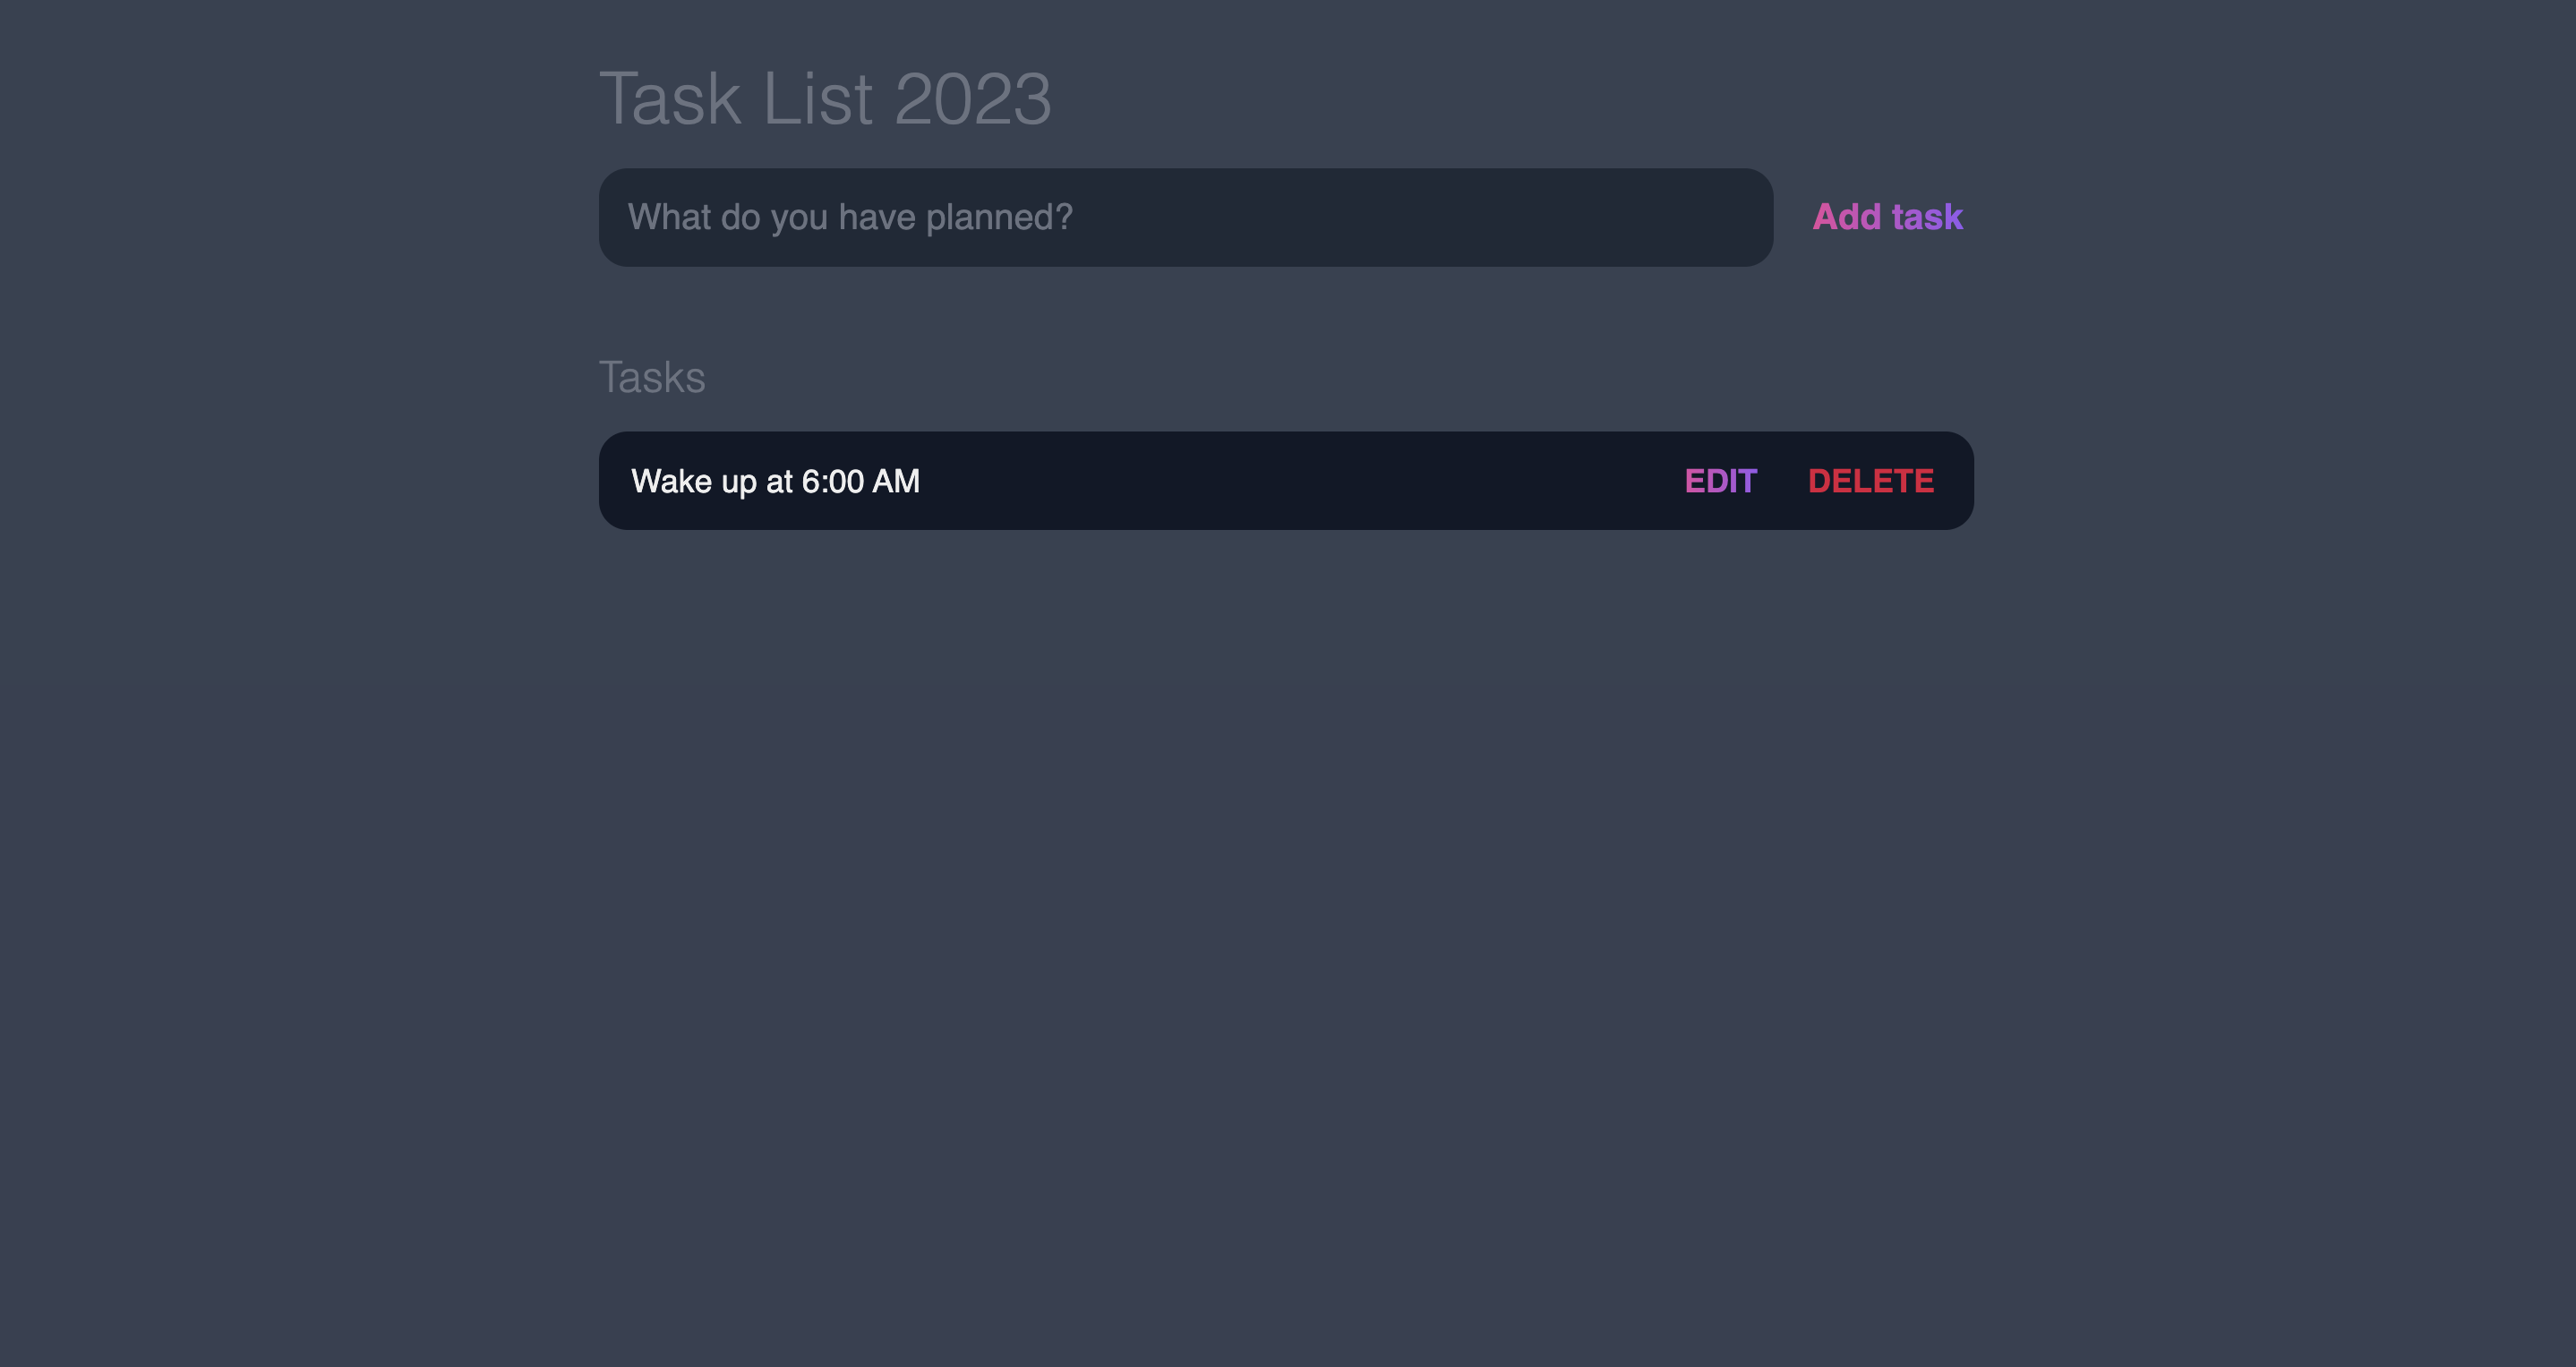 Task List 2023
What do you have planned?
Add task
Tasks
Wake up at 6:00 AM
EDIT
DELETE